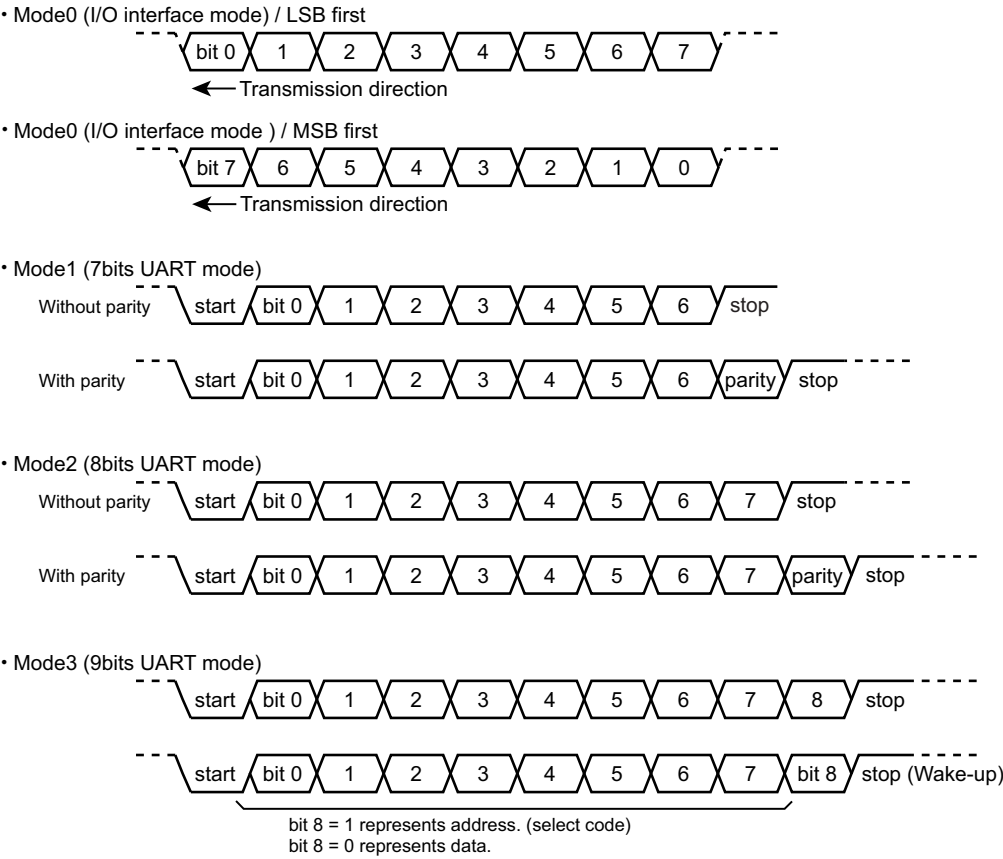 ・Mode0 (I/O interface mode) / LSB first
bit 0 1 2 3 4 5 6 7
Transmission direction
・Mode0 (I/O interface mode ) / MSB first
bit 7 6 5 4 3 2 1 0
Transmission direction
・Mode1 (7bits UART mode)
Without parity start bit 0 1 2 3 4 5 6 stop
With parity start bit 0 1 2 3 4 5 6 parity stop
・Mode2 (8bits UART mode)
Without parity start bit 0 1 2 3 4 5 6 7 stop
With parity start bit 0 1 2 3 4 5 6 7 parity stop
・Mode3 (9bits UART mode)
start bit 0 1 2 3 4 5 6 7 8 stop
start bit 0 1 2 3 4 5 6 7 bit 8 stop (Wake-up)
bit 8 = 1 represents address. (select code)
bit 8 = 0 represents data.